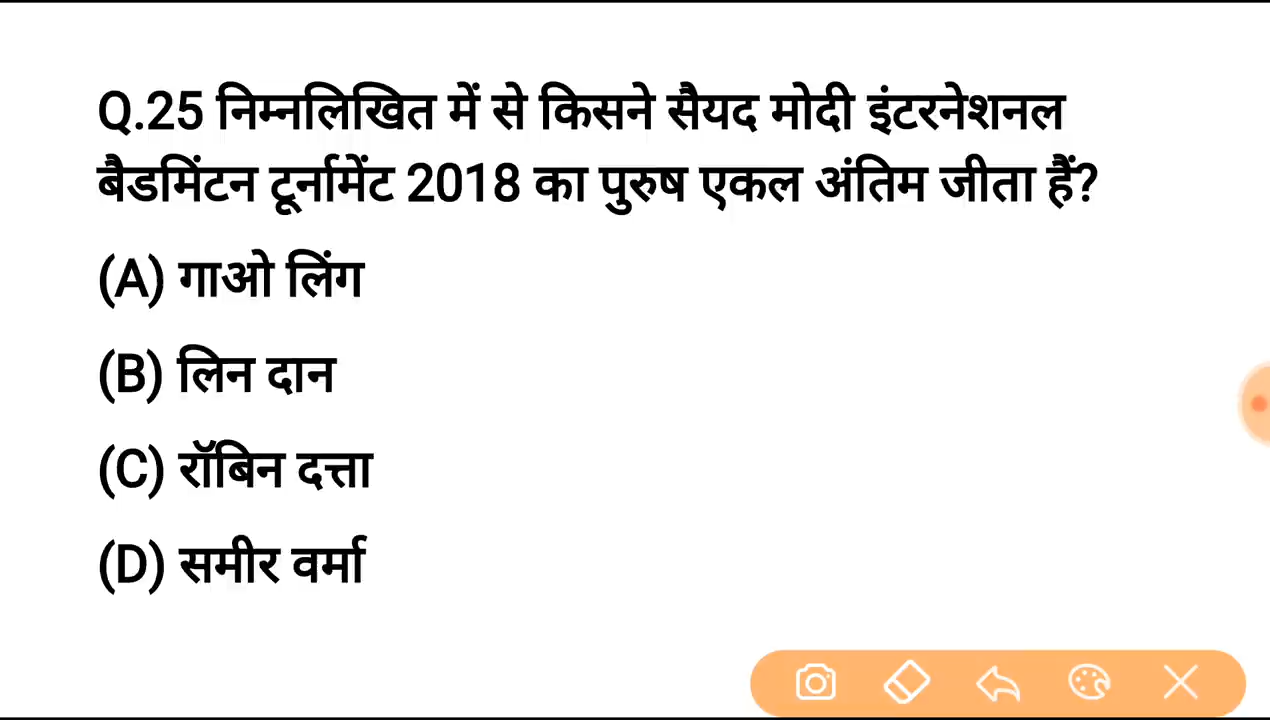 Q.25 निम्नलिखित में से किसने सैयद मोदी इंटरनेशनल
बैडमिंटन टूर्नामेंट 2018 का पुरुष एकल अंतिम जीता हैं?
(A) गाओ लिंग
(B) लिन दान
(C) रॉबिन दत्ता
(D) समीर वर्मा